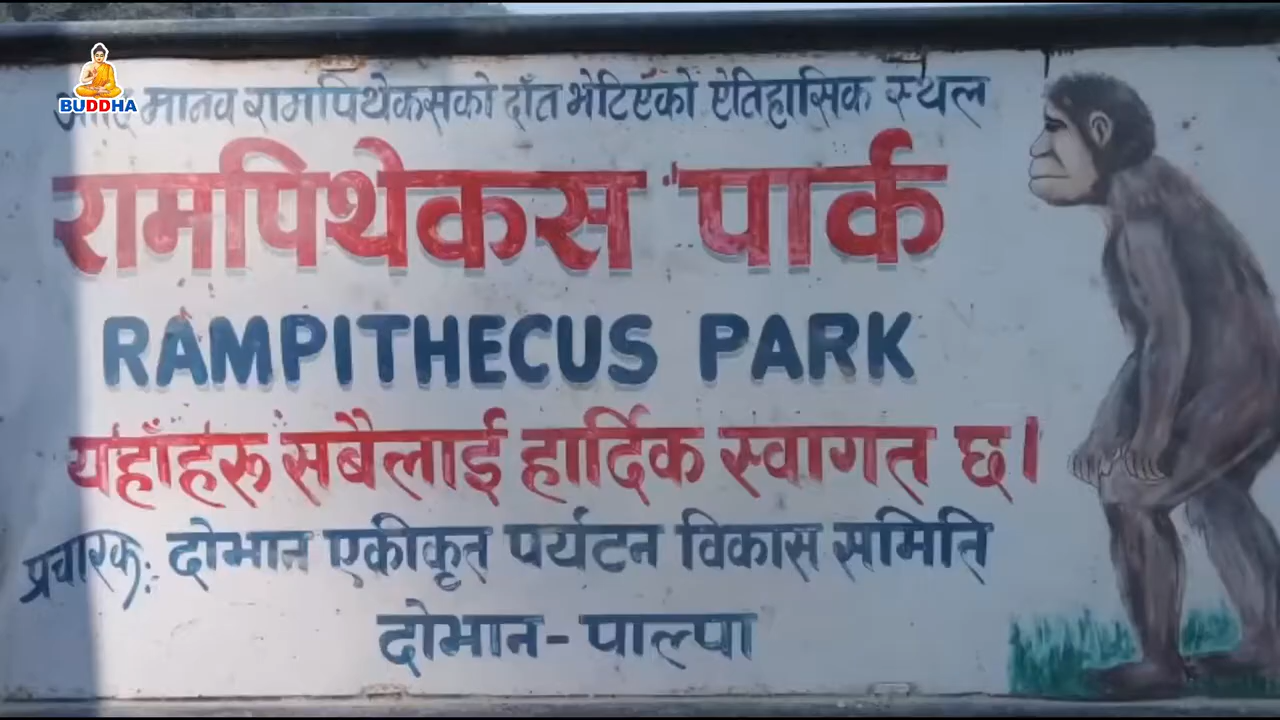 BUDDHA
मानव रामपिथेकसको दाँत भेटिएको ऐतिहासिक स्थल
रामपिथेकस पार्क
RAMPITHECUS PARK
यहाँहरू सबैलाई हार्दिक स्वागत छ।
प्रचारक: दोभान एकीकृत पर्यटन विकास समिति
दोभान - पाल्पा